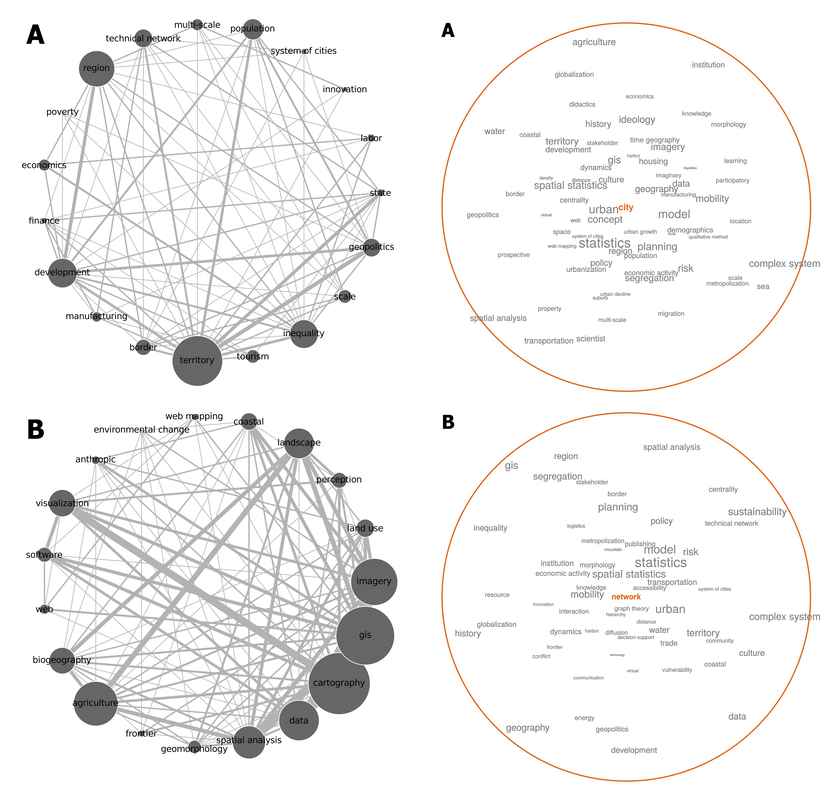 A
multi-scale
technical network
population
system of cities
region
innovation
poverty
labor
economics
state
finance
geopolitics
development
scale
manufacturing
inequality
border
territory
tourism
A
agriculture
institution
globalization
economics
didactics
knowledge
history
ideology
morphology
water
coastal
territory
stakeholder
time geography
development
imagery
gis
housing
learning
dynamics
imaginary
participatory
culture
data
spatial statistics
geography
border
manufacturing
centrality
mobility
urban
city
geopolitics
concept
model
web
location
space
urban growth
demographics
system of cities
qualitative method
web mapping
statistics
planning
region
population
prospective
policy
complex system
urbanization
economic activity
risk
segregation
scale
metropolization
sea
urban decline
suburb
property
spatial analysis
multi-scale
migration
transportation
scientist
B
web mapping
coastal
environmental change
landscape
anthropic
perception
visualization
land use
software
imagery
web
gis
biogeography
cartography
agriculture
data
frontier
spatial analysis
geomorphology
B
spatial analysis
region
gis
segregation
stakeholder
centrality
border
planning
sustainability
policy
technical network
inequality
logistics
metropolization
publishing
model
risk
institution
morphology
statistics
economic activity
spatial statistics
transportation
knowledge
accessibility
system of cities
resource
mobility
network
innovation
interaction
graph theory
urban
hierarchy
complex system
globalization
distance
history
dynamics
diffusion
water
territory
decision support
trade
community
frontier
culture
conflict
coastal
virtual
vulnerability
communication
energy
data
geography
geopolitics
development